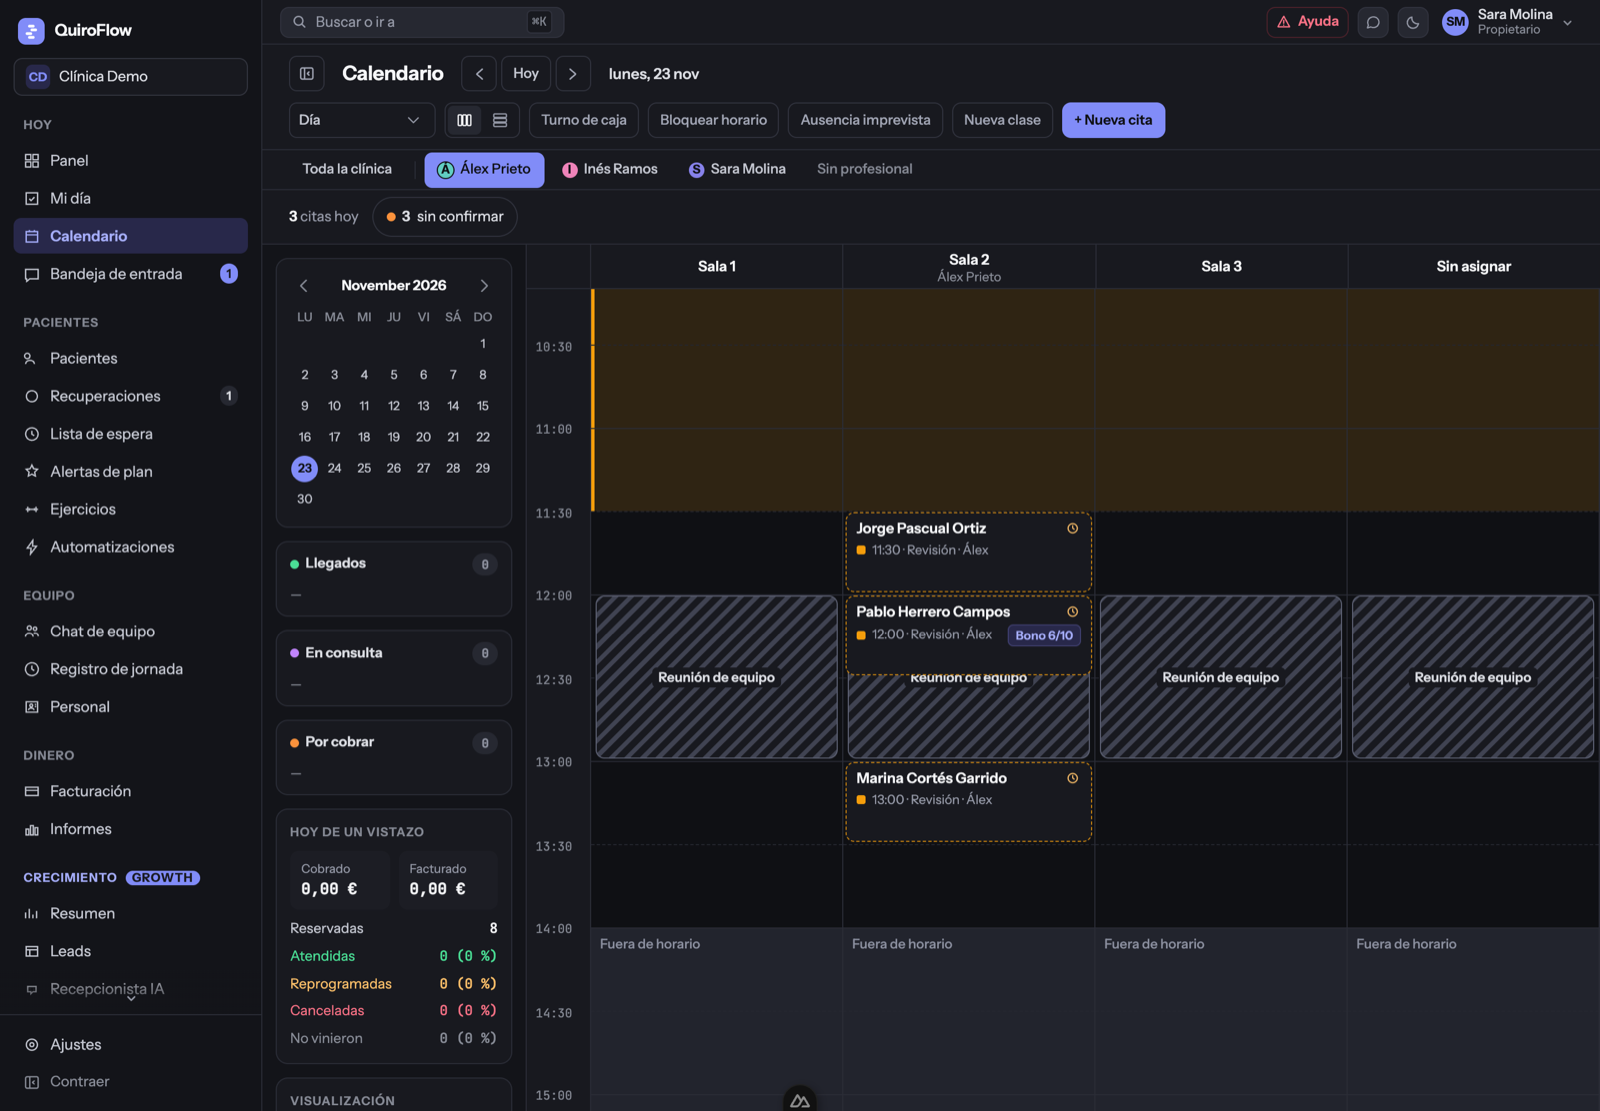 QuiroFlow
CD Clínica Demo
HOY
Panel
Mi día
Calendario
Bandeja de entrada 1
PACIENTES
Pacientes
Recuperaciones 1
Lista de espera
Alertas de plan
Ejercicios
Automatizaciones
EQUIPO
Chat de equipo
Registro de jornada
Personal
DINERO
Facturación
Informes
CRECIMIENTO GROWTH
Resumen
Leads
Recepcionista IA
Ajustes
Contraer
Buscar o ir a ⌘K
Ayuda
SM Sara Molina
Propietario
Calendario Hoy lunes, 23 nov
Día Turno de caja Bloquear horario Ausencia imprevista Nueva clase + Nueva cita
Toda la clínica Á Álex Prieto I Inés Ramos S Sara Molina Sin profesional
3 citas hoy 3 sin confirmar
November 2026
LU MA MI JU VI SÁ DO
1
2 3 4 5 6 7 8
9 10 11 12 13 14 15
16 17 18 19 20 21 22
23 24 25 26 27 28 29
30
Llegados 0
—
En consulta 0
—
Por cobrar 0
—
HOY DE UN VISTAZO
Cobrado Facturado
0,00 € 0,00 €
Reservadas 8
Atendidas 0 (0 %)
Reprogramadas 0 (0 %)
Canceladas 0 (0 %)
No vinieron 0 (0 %)
VISUALIZACIÓN
Sala 1 Sala 2 Sala 3 Sin asignar
Álex Prieto
10:30
11:00
11:30
Jorge Pascual Ortiz
11:30 · Revisión · Álex
12:00
Pablo Herrero Campos
12:00 · Revisión · Álex Bono 6/10
12:30
Reunión de equipo Reunión de equipo Reunión de equipo Reunión de equipo
13:00
Marina Cortés Garrido
13:00 · Revisión · Álex
13:30
14:00
Fuera de horario Fuera de horario Fuera de horario Fuera de horario
14:30
15:00